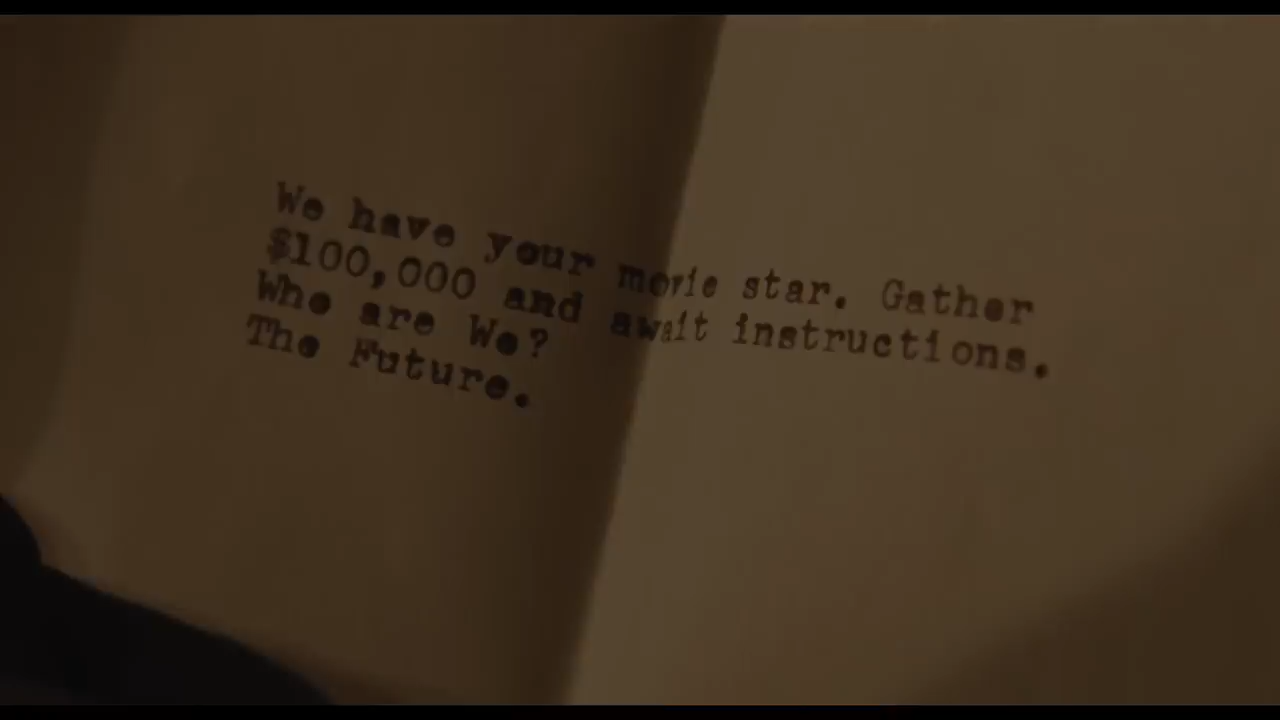 We have your movie star. Gather
$100,000 and await instructions.
Who are We?
The Future.